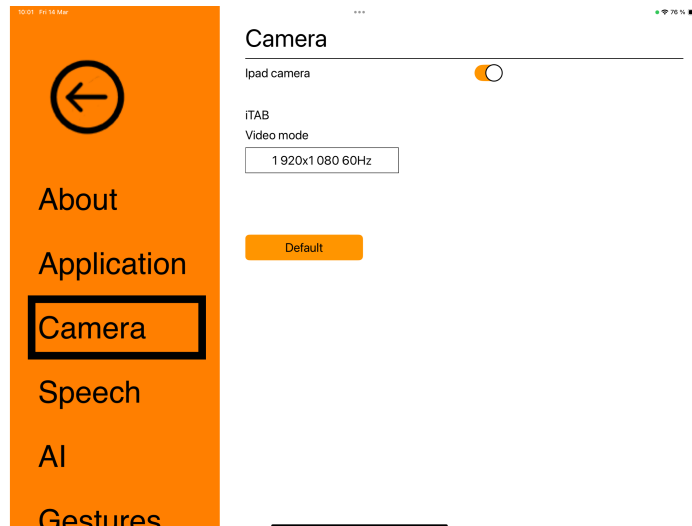 10:01 Fri 14 Mar
76 %
About
Application
Camera
Speech
AI
Gestures
Camera
Ipad camera
iTAB
Video mode
1 920x1 080 60Hz
Default